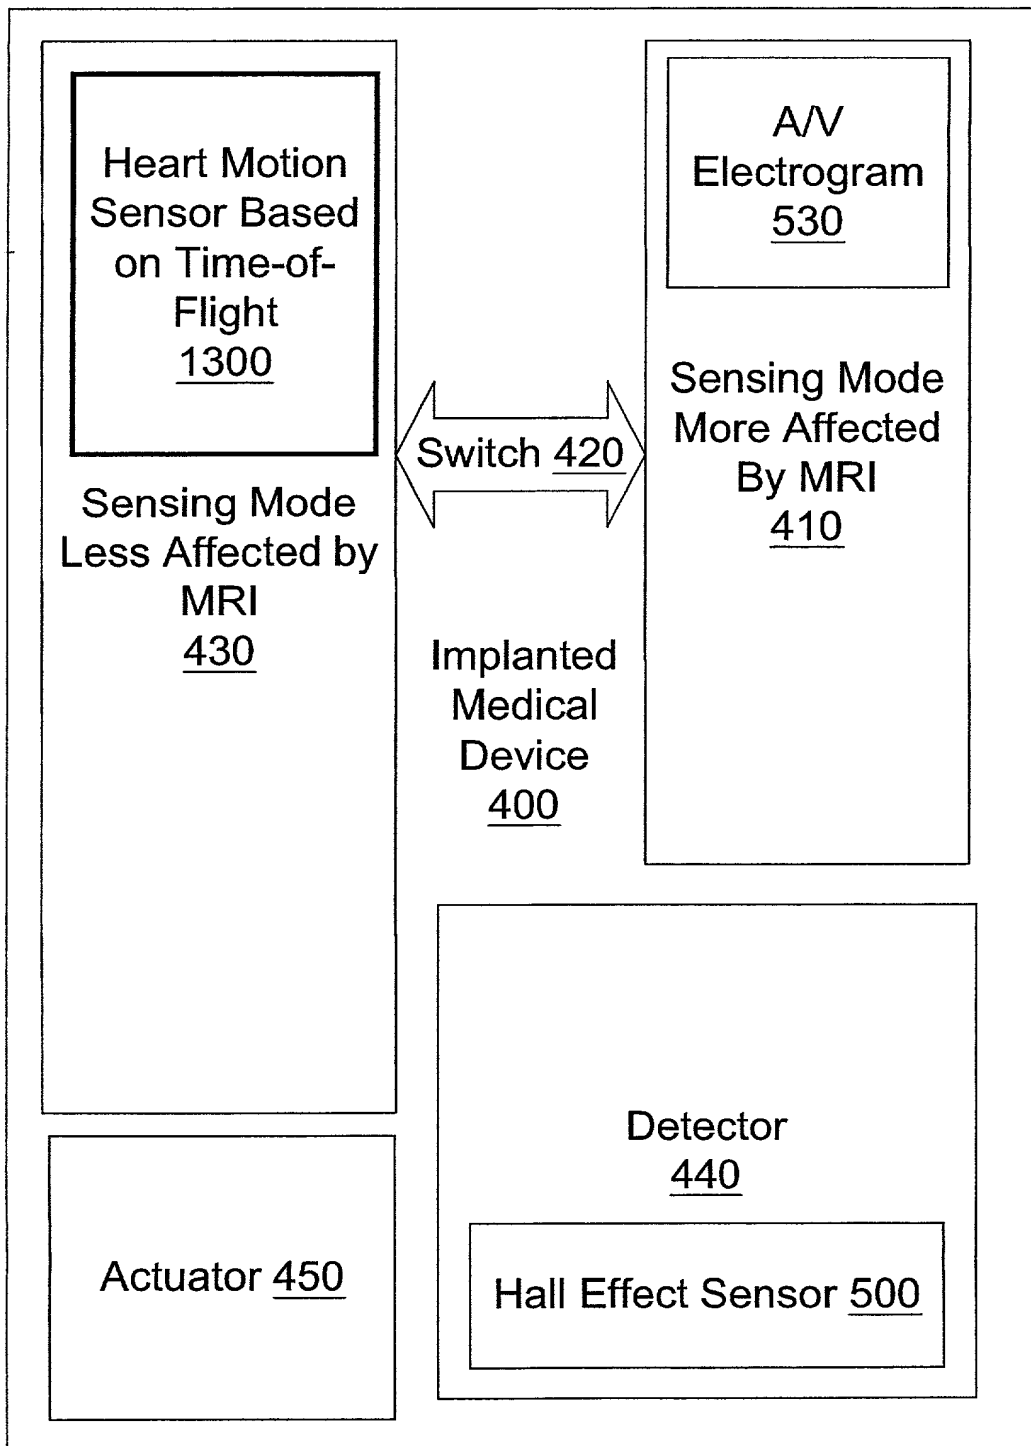 Heart Motion
Sensor Based
on Time-of-
Flight
1300
Sensing Mode
Less Affected by
MRI
430
Switch 420
A/V
Electrogram
530
Sensing Mode
More Affected
By MRI
410
Implanted
Medical
Device
400
Detector
440
Hall Effect Sensor 500
Actuator 450